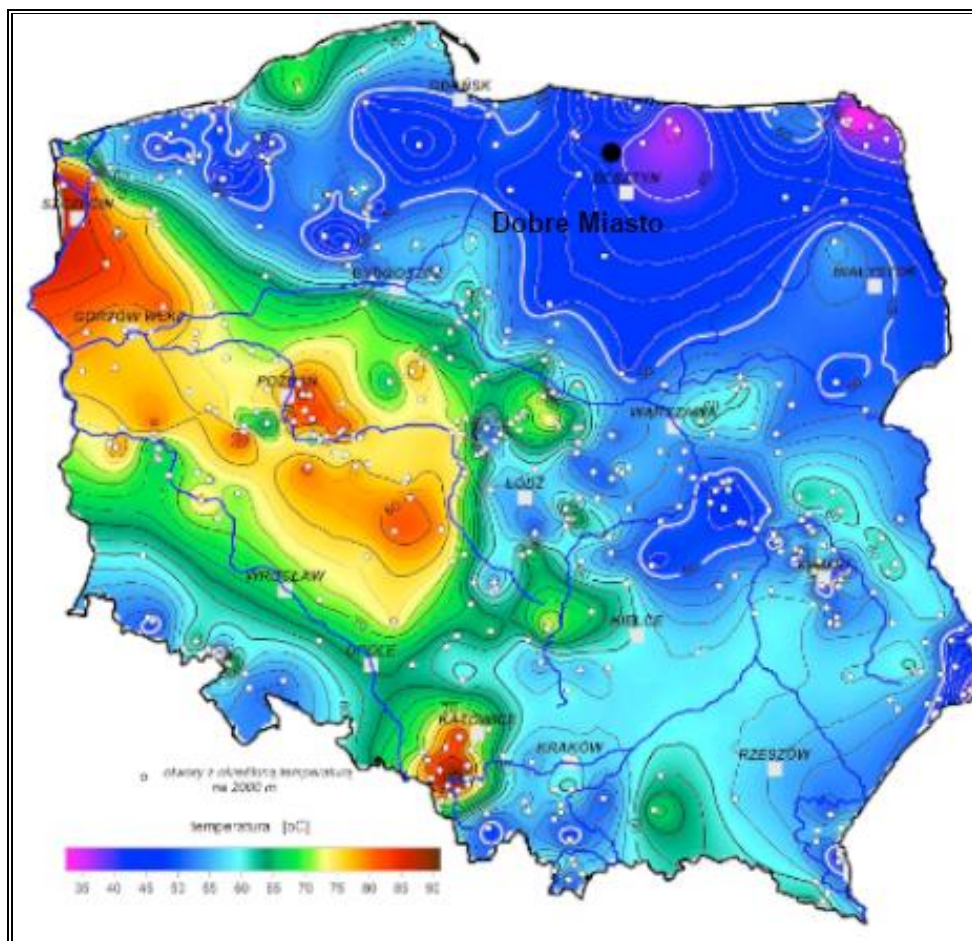 GDAŃSK
OLSZTYN
SZCZECIN
Dobre Miasto
BYDGOSZCZ
BIAŁYSTOK
GORZÓW WLKP
POZNAŃ
WARSZAWA
ŁÓDŹ
80
WROCŁAW
LUBLIN
KIELCE
OPOLE
KATOWICE
KRAKÓW
RZESZÓW
otwory z określoną temperaturą
na 2000 m
temperatura [oC]
35 40 45 50 55 60 65 70 75 80 85 90